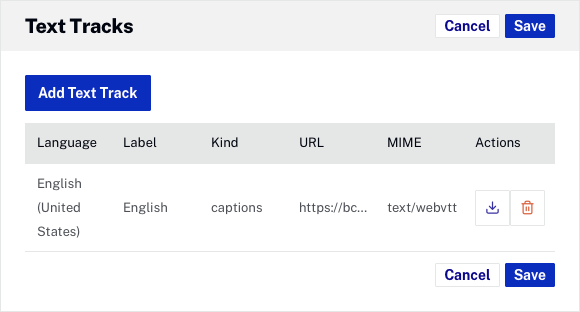 Text Tracks
Cancel
Save
Add Text Track
Language Label Kind URL MIME Actions
English
(United
States)
English
captions
https://bc...
text/webvtt
Cancel
Save